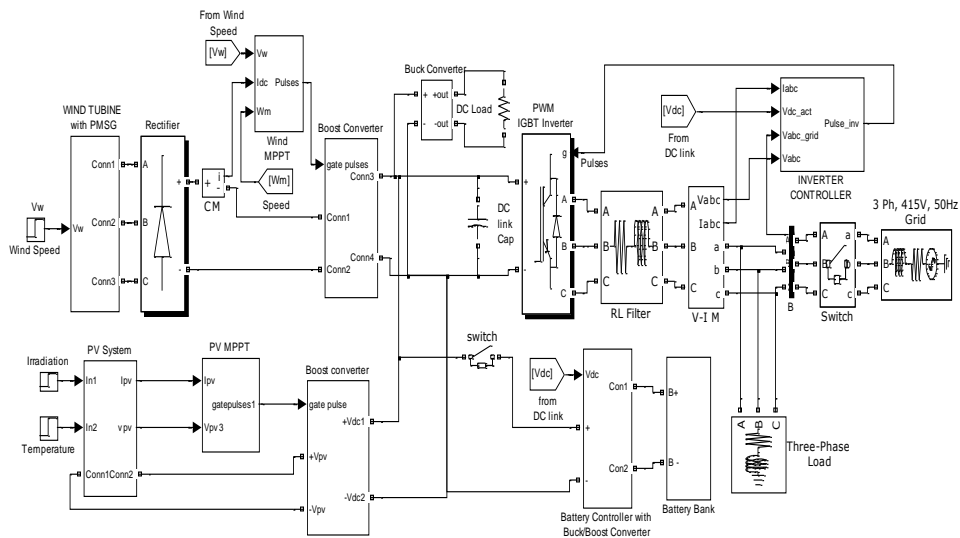 From Wind
Speed
[Vw]
Vw
Idc
Wm
Pulses
Wind
MPPT
[Wm]
Speed
WIND TUBINE
with PMSG
Vw
Conn1
Conn2
Conn3
Vw
Wind Speed
Rectifier
A
B
C
+
-
+
-
i
CM
Boost Converter
gate pulses
Conn3
Conn1
Conn4
Conn2
Buck Converter
+
+out
-
-out
DC Load
DC
link
Cap
PWM
IGBT Inverter
g
Pulses
+
-
A
B
C
A
B
C
A
B
C
RL Filter
A
B
C
Vabc
Iabc
a
b
c
V-I M
[Vdc]
From
DC link
Iabc
Vdc_act
Vabc_grid
Vabc
Pulse_inv
INVERTER
CONTROLLER
B
A
B
C
a
b
c
Switch
3 Ph, 415V, 50Hz
Grid
A
B
C
A
B
C
Three-Phase
Load
Irradiation
Temperature
PV System
In1
In2
Ipv
vpv
Conn1
Conn2
PV MPPT
Ipv
gatepulses1
Vpv 3
Boost converter
gate pulse
+Vdc1
+Vpv
-Vdc2
-Vpv
switch
[Vdc]
from
DC link
Vdc
+
-
Con1
Con2
Battery Controller with
Buck/Boost Converter
B+
B -
Battery Bank